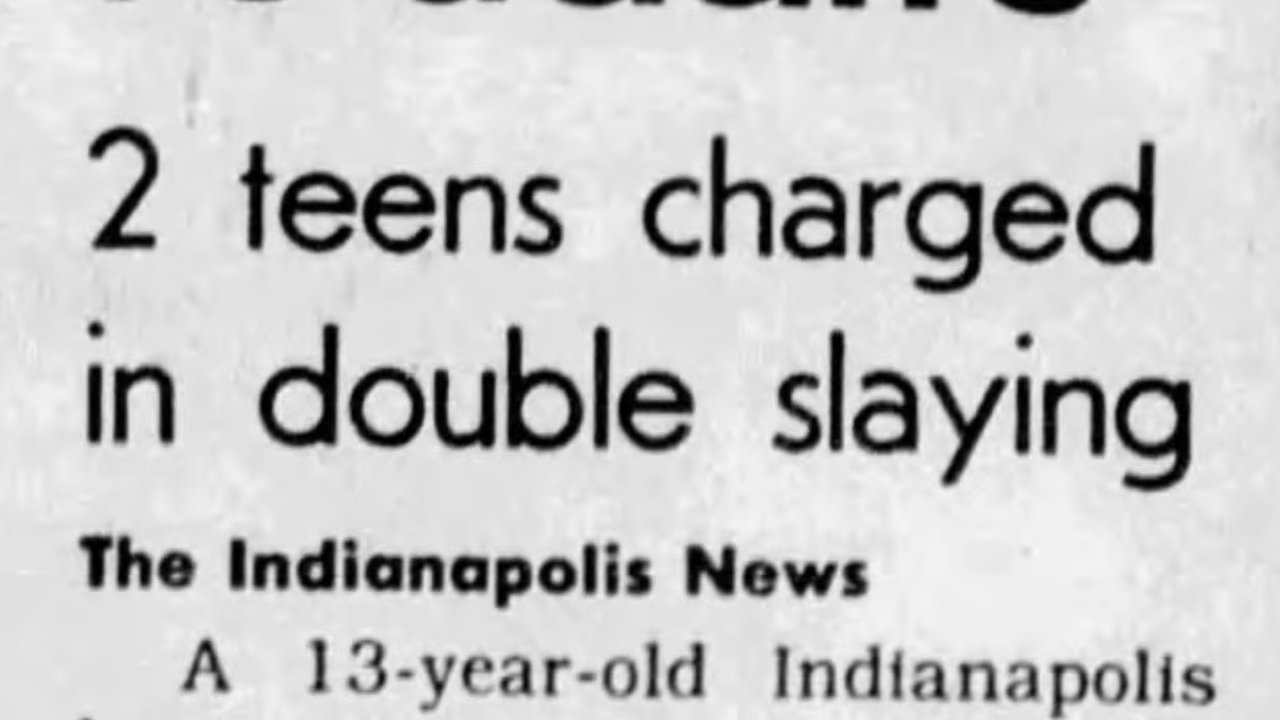 2 teens charged
in double slaying
The Indianapolis News
A 13-year-old Indianapolis